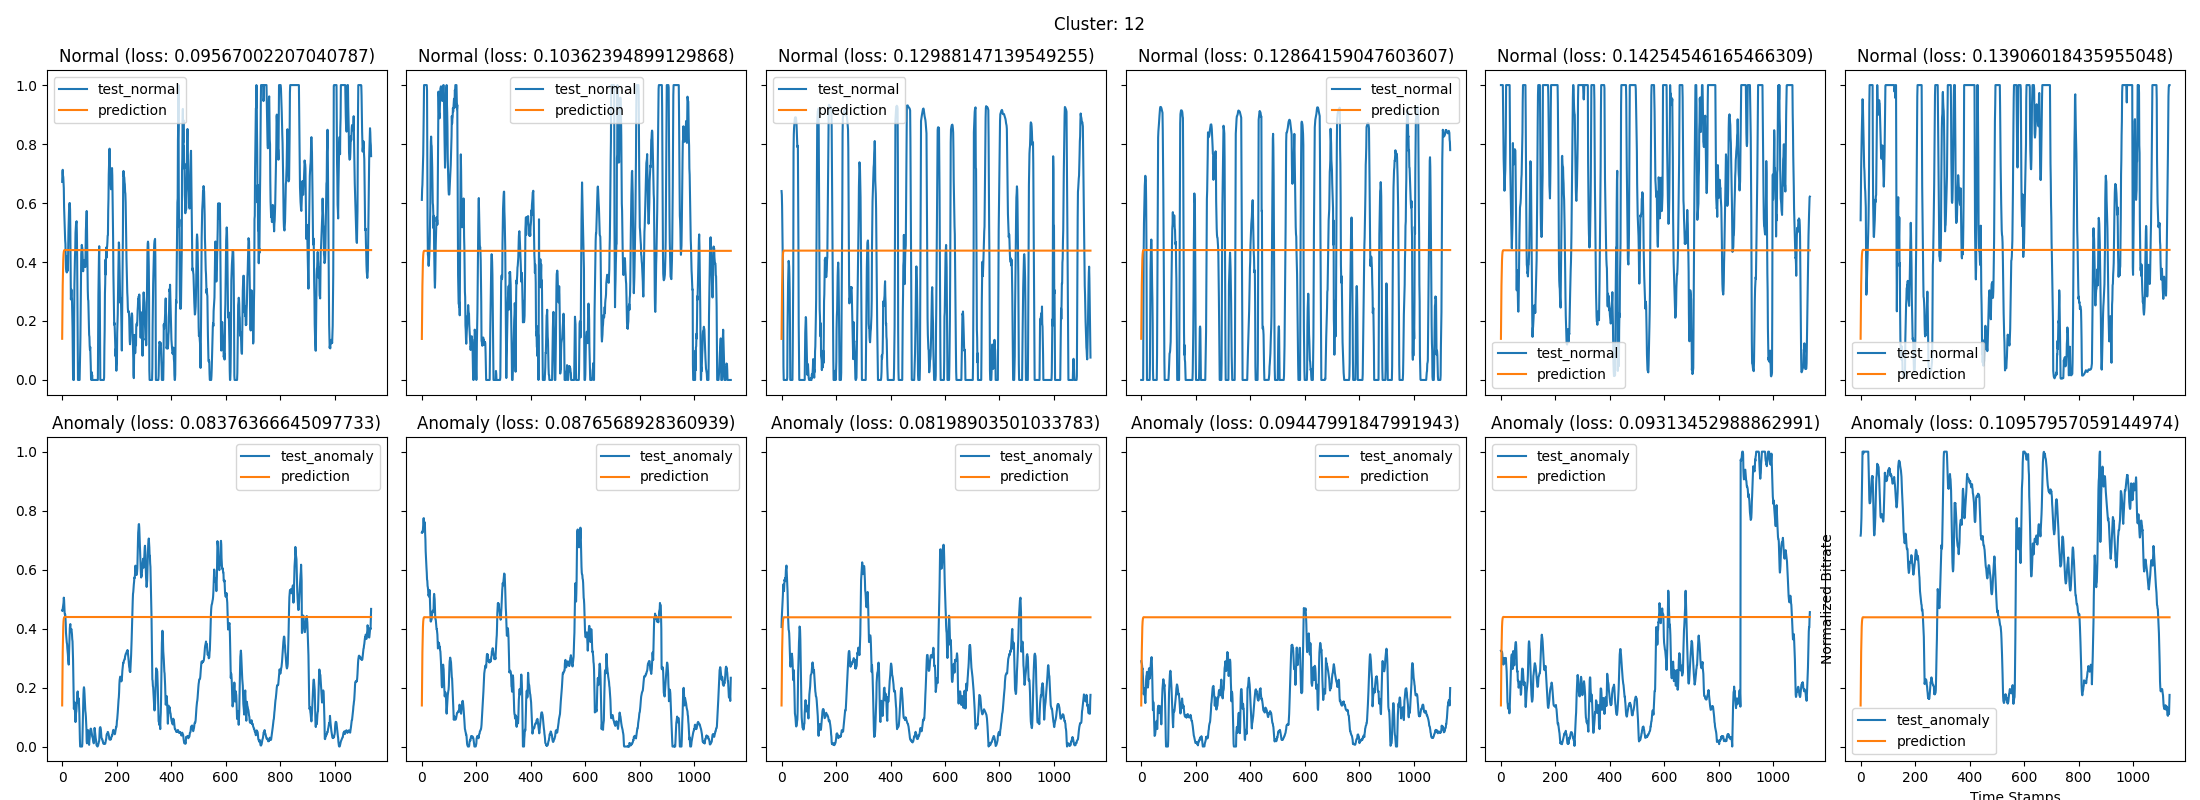 Cluster: 12
Normal (loss: 0.09567002207040787)
Normal (loss: 0.10362394899129868)
Normal (loss: 0.12988147139549255)
Normal (loss: 0.12864159047603607)
Normal (loss: 0.14254546165466309)
Normal (loss: 0.13906018435955048)
test_normal
prediction
test_normal
prediction
test_normal
prediction
test_normal
prediction
test_normal
prediction
test_normal
prediction
1.0
0.8
0.6
0.4
0.2
0.0
Anomaly (loss: 0.08376366645097733)
Anomaly (loss: 0.0876568928360939)
Anomaly (loss: 0.08198903501033783)
Anomaly (loss: 0.09447991847991943)
Anomaly (loss: 0.09313452988862991)
Anomaly (loss: 0.10957957059144974)
test_anomaly
prediction
test_anomaly
prediction
test_anomaly
prediction
test_anomaly
prediction
test_anomaly
prediction
test_anomaly
prediction
1.0
0.8
0.6
0.4
0.2
0.0
Normalized Bitrate
0 200 400 600 800 1000
0 200 400 600 800 1000
0 200 400 600 800 1000
0 200 400 600 800 1000
0 200 400 600 800 1000
0 200 400 600 800 1000
Time Stamps